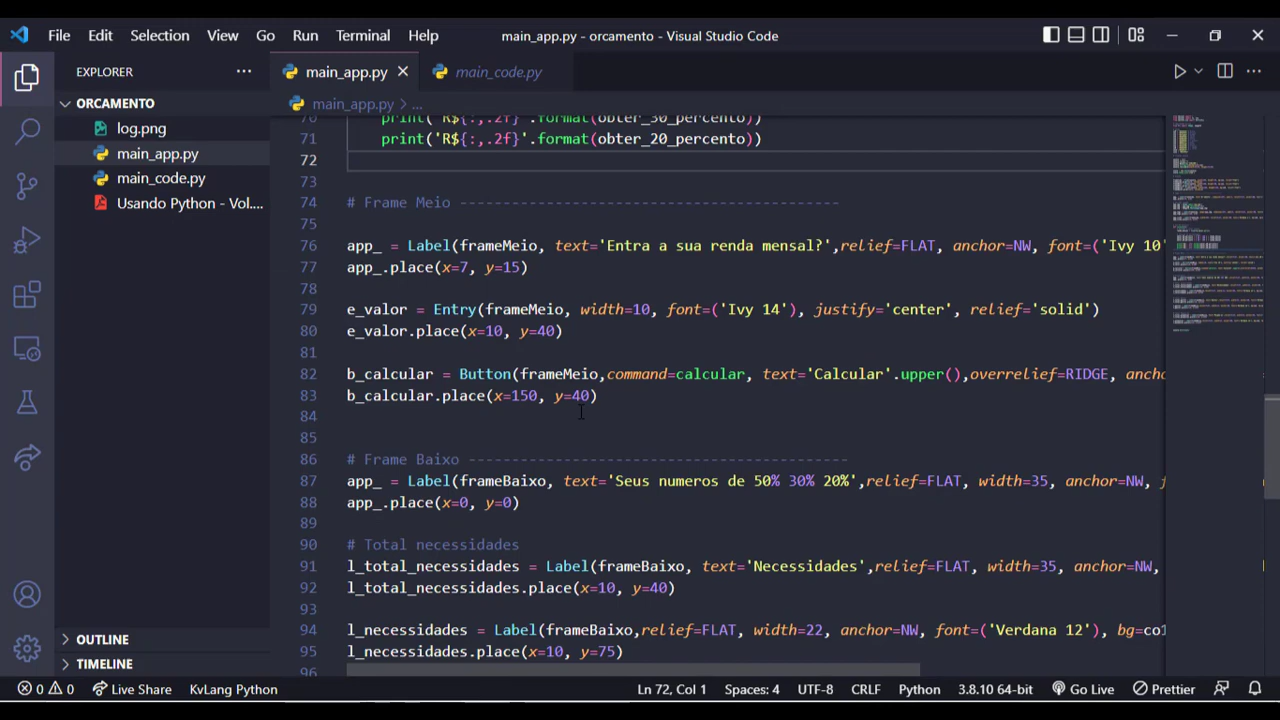 File Edit Selection View Go Run Terminal Help main_app.py - orcamento - Visual Studio Code
EXPLORER
main_app.py main_code.py
ORCAMENTO
main_app.py > ...
log.png
main_app.py
main_code.py
Usando Python - Vol....
70 print('R${:,.2f}'.format(obter_30_percento))
71 print('R${:,.2f}'.format(obter_20_percento))
72
73
74 # Frame Meio --------------------------------------------
75
76 app_ = Label(frameMeio, text='Entra a sua renda mensal?',relief=FLAT, anchor=NW, font=('Ivy 10'
77 app_.place(x=7, y=15)
78
79 e_valor = Entry(frameMeio, width=10, font=('Ivy 14'), justify='center', relief='solid')
80 e_valor.place(x=10, y=40)
81
82 b_calcular = Button(frameMeio,command=calcular, text='Calcular'.upper(),overrelief=RIDGE, anch
83 b_calcular.place(x=150, y=40)
84
85
86 # Frame Baixo --------------------------------------------
87 app_ = Label(frameBaixo, text='Seus numeros de 50% 30% 20%',relief=FLAT, width=35, anchor=NW, f
88 app_.place(x=0, y=0)
89
90 # Total necessidades
91 l_total_necessidades = Label(frameBaixo, text='Necessidades',relief=FLAT, width=35, anchor=NW,
92 l_total_necessidades.place(x=10, y=40)
93
94 l_necessidades = Label(frameBaixo,relief=FLAT, width=22, anchor=NW, font=('Verdana 12'), bg=co1
95 l_necessidades.place(x=10, y=75)
96
OUTLINE
TIMELINE
0 0 Live Share KvLang Python Ln 72, Col 1 Spaces: 4 UTF-8 CRLF Python 3.8.10 64-bit Go Live Prettier